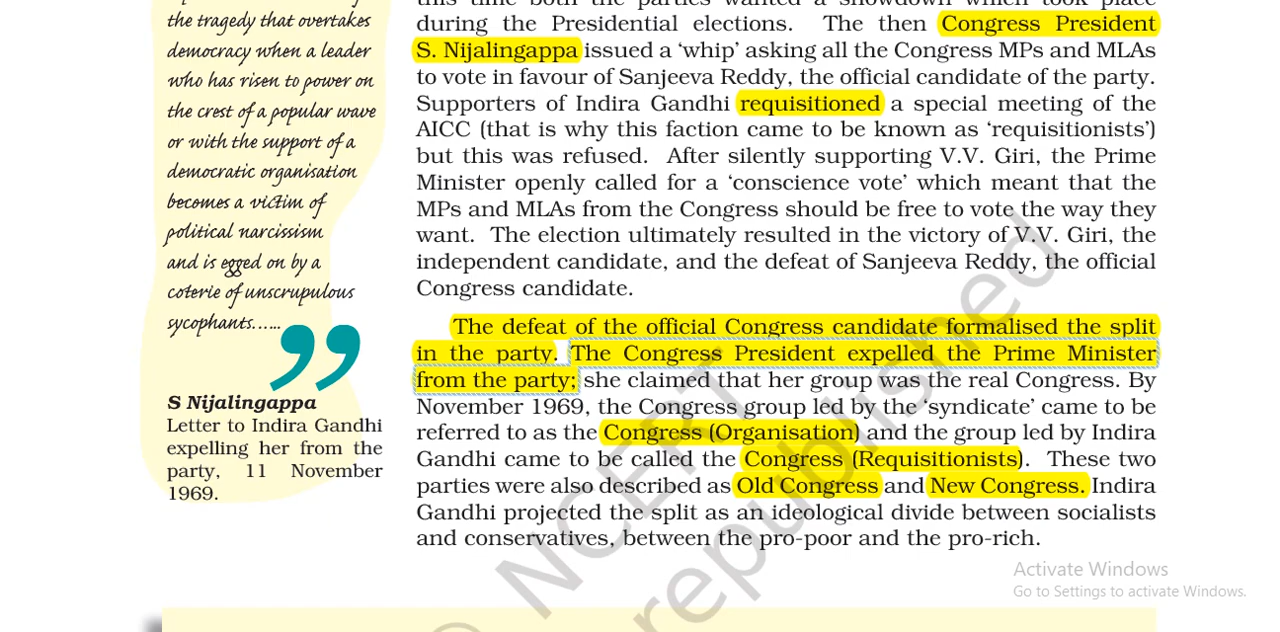 the tragedy that overtakes
democracy when a leader
who has risen to power on
the crest of a popular wave
or with the support of a
democratic organisation
becomes a victim of
political narcissism
and is egged on by a
coterie of unscrupulous
sycophants......
”
S Nijalingappa
Letter to Indira Gandhi
expelling her from the
party, 11 November
1969.
this time both the parties wanted a showdown which took place
during the Presidential elections. The then Congress President
S. Nijalingappa issued a ‘whip’ asking all the Congress MPs and MLAs
to vote in favour of Sanjeeva Reddy, the official candidate of the party.
Supporters of Indira Gandhi requisitioned a special meeting of the
AICC (that is why this faction came to be known as ‘requisitionists’)
but this was refused. After silently supporting V.V. Giri, the Prime
Minister openly called for a ‘conscience vote’ which meant that the
MPs and MLAs from the Congress should be free to vote the way they
want. The election ultimately resulted in the victory of V.V. Giri, the
independent candidate, and the defeat of Sanjeeva Reddy, the official
Congress candidate.
The defeat of the official Congress candidate formalised the split
in the party. The Congress President expelled the Prime Minister
from the party; she claimed that her group was the real Congress. By
November 1969, the Congress group led by the ‘syndicate’ came to be
referred to as the Congress (Organisation) and the group led by Indira
Gandhi came to be called the Congress (Requisitionists). These two
parties were also described as Old Congress and New Congress. Indira
Gandhi projected the split as an ideological divide between socialists
and conservatives, between the pro-poor and the pro-rich.
© NCERT
republished
Activate Windows
Go to Settings to activate Windows.